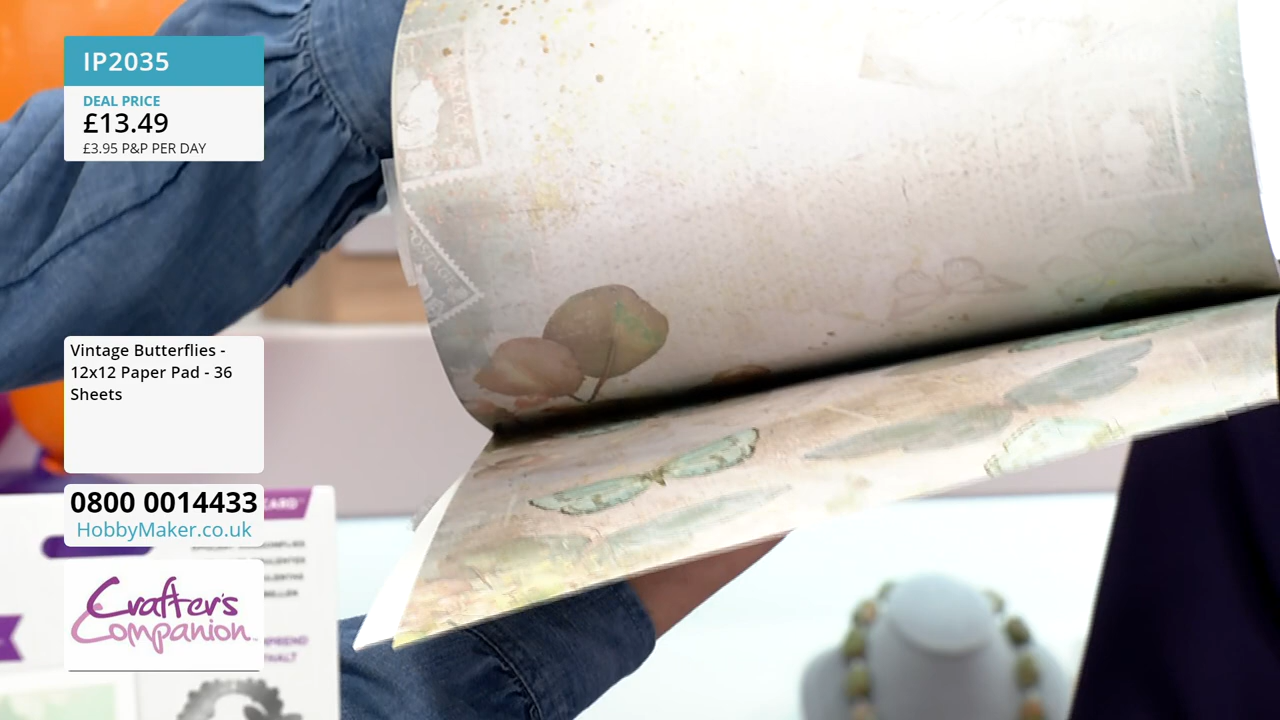 IP2035
DEAL PRICE
£13.49
£3.95 P&P PER DAY
Vintage Butterflies -
12x12 Paper Pad - 36
Sheets
0800 0014433
HobbyMaker.co.uk
Crafter's
Companion
POSTAGE